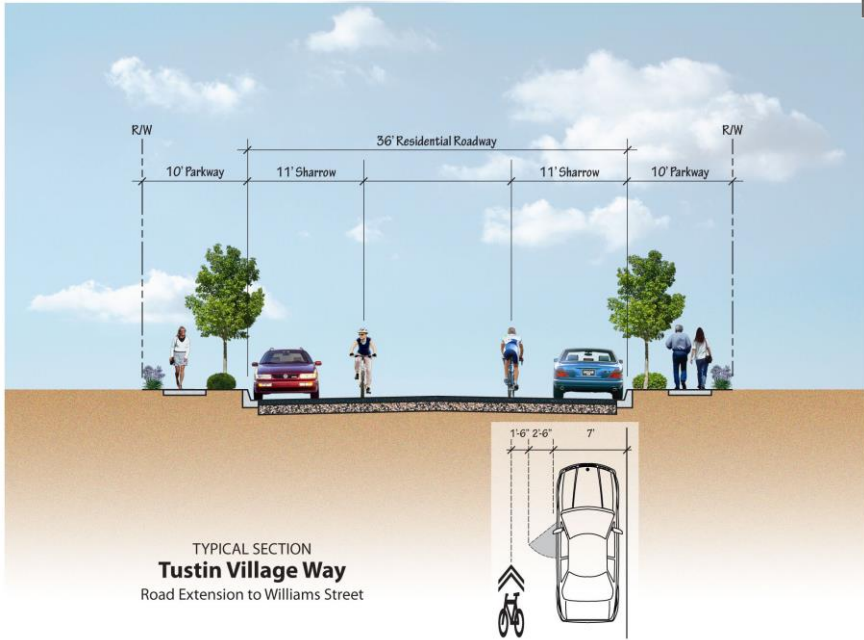 R/W
R/W
36' Residential Roadway
10' Parkway
11' Sharrow
11' Sharrow
10' Parkway
1'-6"
2'-6"
7'
TYPICAL SECTION
Tustin Village Way
Road Extension to Williams Street